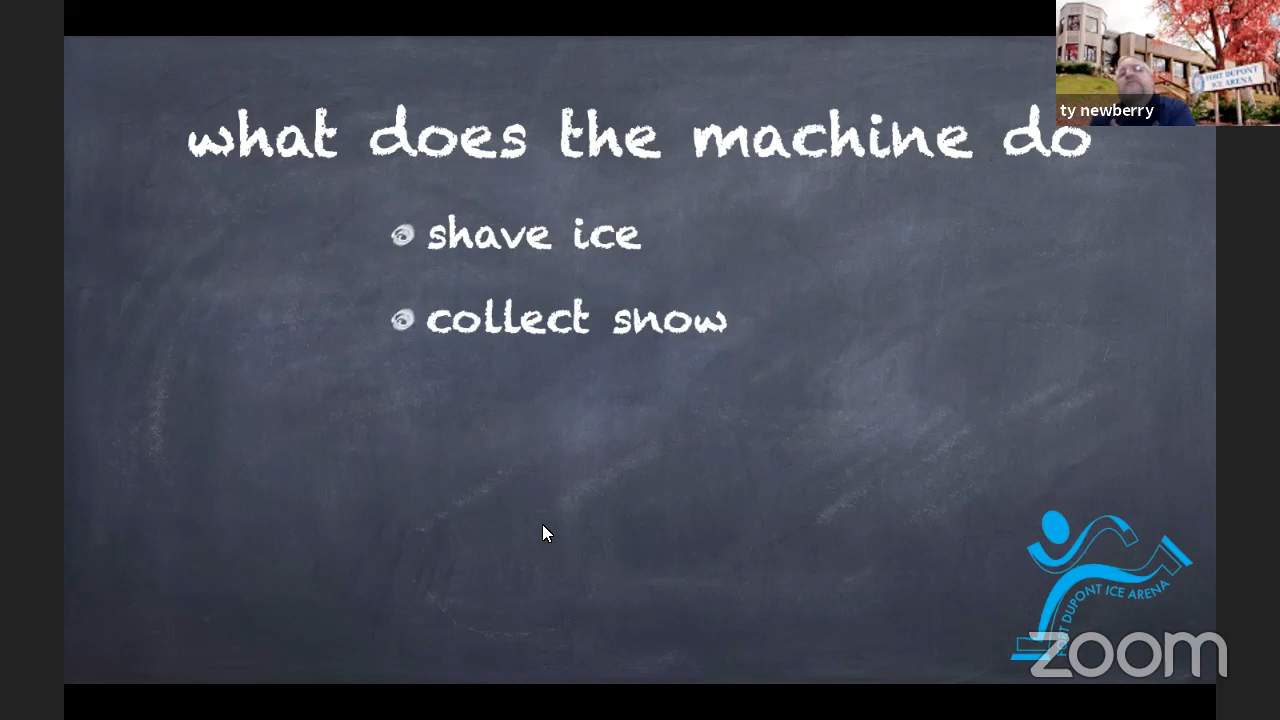 FORT DUPONT
ICE ARENA
ty newberry
what does the machine do
shave ice
collect snow
FORT DUPONT ICE ARENA
zoom